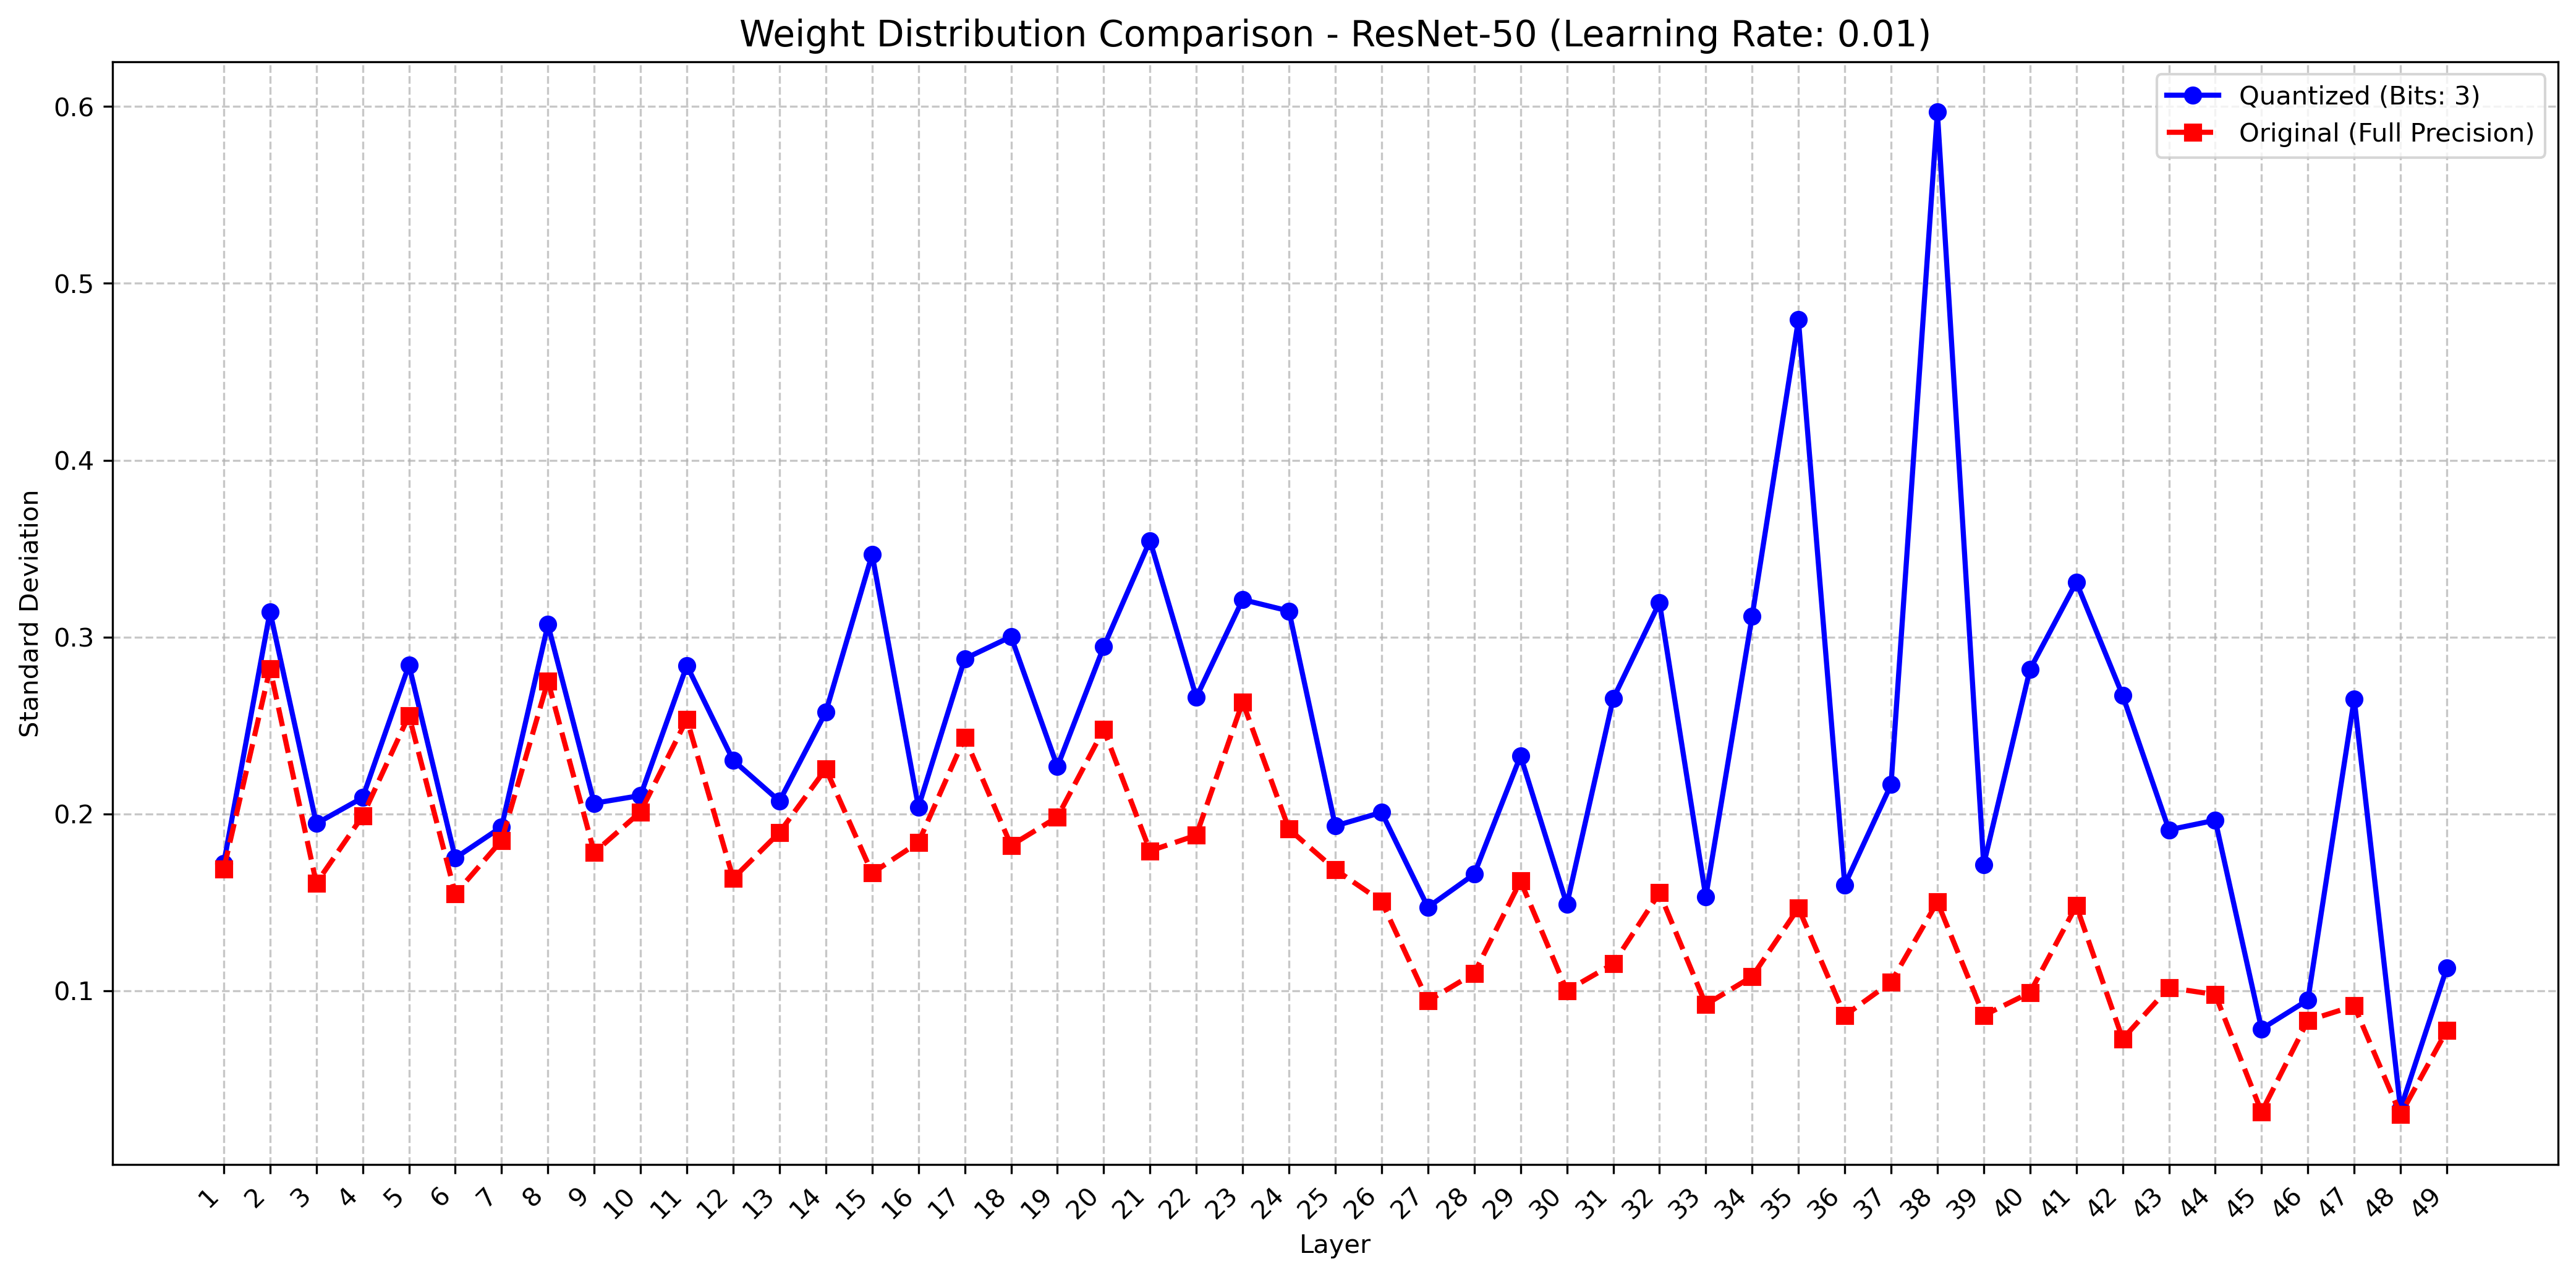 Weight Distribution Comparison - ResNet-50 (Learning Rate: 0.01)
Quantized (Bits: 3)
Original (Full Precision)
Standard Deviation
0.6
0.5
0.4
0.3
0.2
0.1
1 2 3 4 5 6 7 8 9 10 11 12 13 14 15 16 17 18 19 20 21 22 23 24 25 26 27 28 29 30 31 32 33 34 35 36 37 38 39 40 41 42 43 44 45 46 47 48 49
Layer